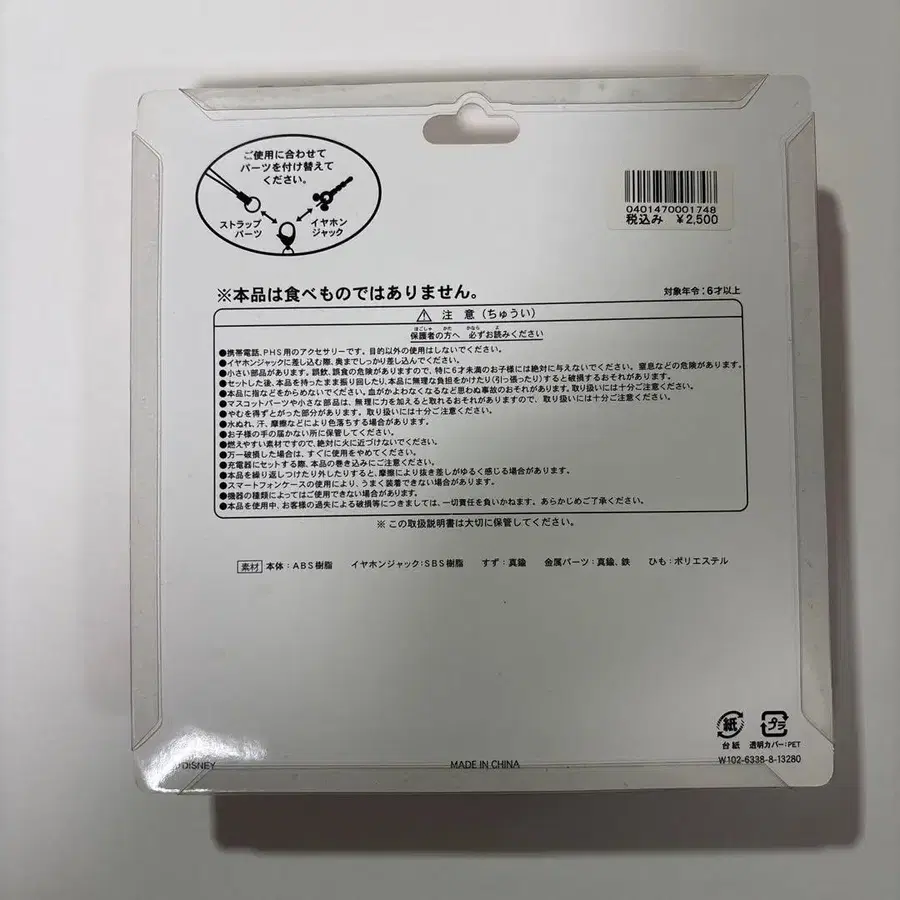 ご使用に合わせて
パーツを付け替えて
ください。
ストラップ
パーツ
イヤホン
ジャック
0401470001748
税込み ¥2,500
※本品は食べものではありません。
対象年令:6才以上
⚠ 注 意(ちゅうい)
保護者の方へ 必ずお読みください
●携帯電話、PHS用のアクセサリーです。目的以外の使用はしないでください。
●イヤホンジャックに差し込む際、奥までしっかり差し込んでください。
●小さい部品があります。誤飲、誤食の危険がありますので、特に6才未満のお子様には絶対に与えないでください。窒息などの危険があります。
●セットした後、本品を持ったまま振り回したり、本品に無理な負担をかけたり(引っ張ったり)すると破損するおそれがあります。
●本品に指などをからめないでください。血がかよわなくなるなど思わぬ事故のおそれがあります。取り扱いには十分ご注意ください。
●マスコットパーツや小さな部品は、無理に力を加えると取れるおそれがありますので、取り扱いには十分ご注意ください。
●やむを得ずとがった部分があります。取り扱いには十分ご注意ください。
●水ぬれ、汗、摩擦などにより色落ちする場合があります。
●お子様の手の届かない所に保管してください。
●燃えやすい素材ですので、絶対に火に近づけないでください。
●万一破損した場合は、すぐに使用をやめてください。
●充電器にセットする際、本品の巻き込みにご注意ください。
●本品を繰り返しつけたり外したりすると、摩擦により抜き差しがゆるく感じる場合があります。
●スマートフォンケースの使用により、うまく装着できない場合があります。
●機器の種類によってはご使用できない場合があります。
●本品を使用中、お客様の過失による破損等につきましては、一切責任を負いかねます。あらかじめご了承ください。
※この取扱説明書は大切に保管してください。
素材 本体:ABS樹脂 イヤホンジャック:SBS樹脂 すず:真鍮 金属パーツ:真鍮、鉄 ひも:ポリエステル
紙 プラ
台紙 透明カバー:PET
DISNEY MADE IN CHINA W102-6338-8-13280